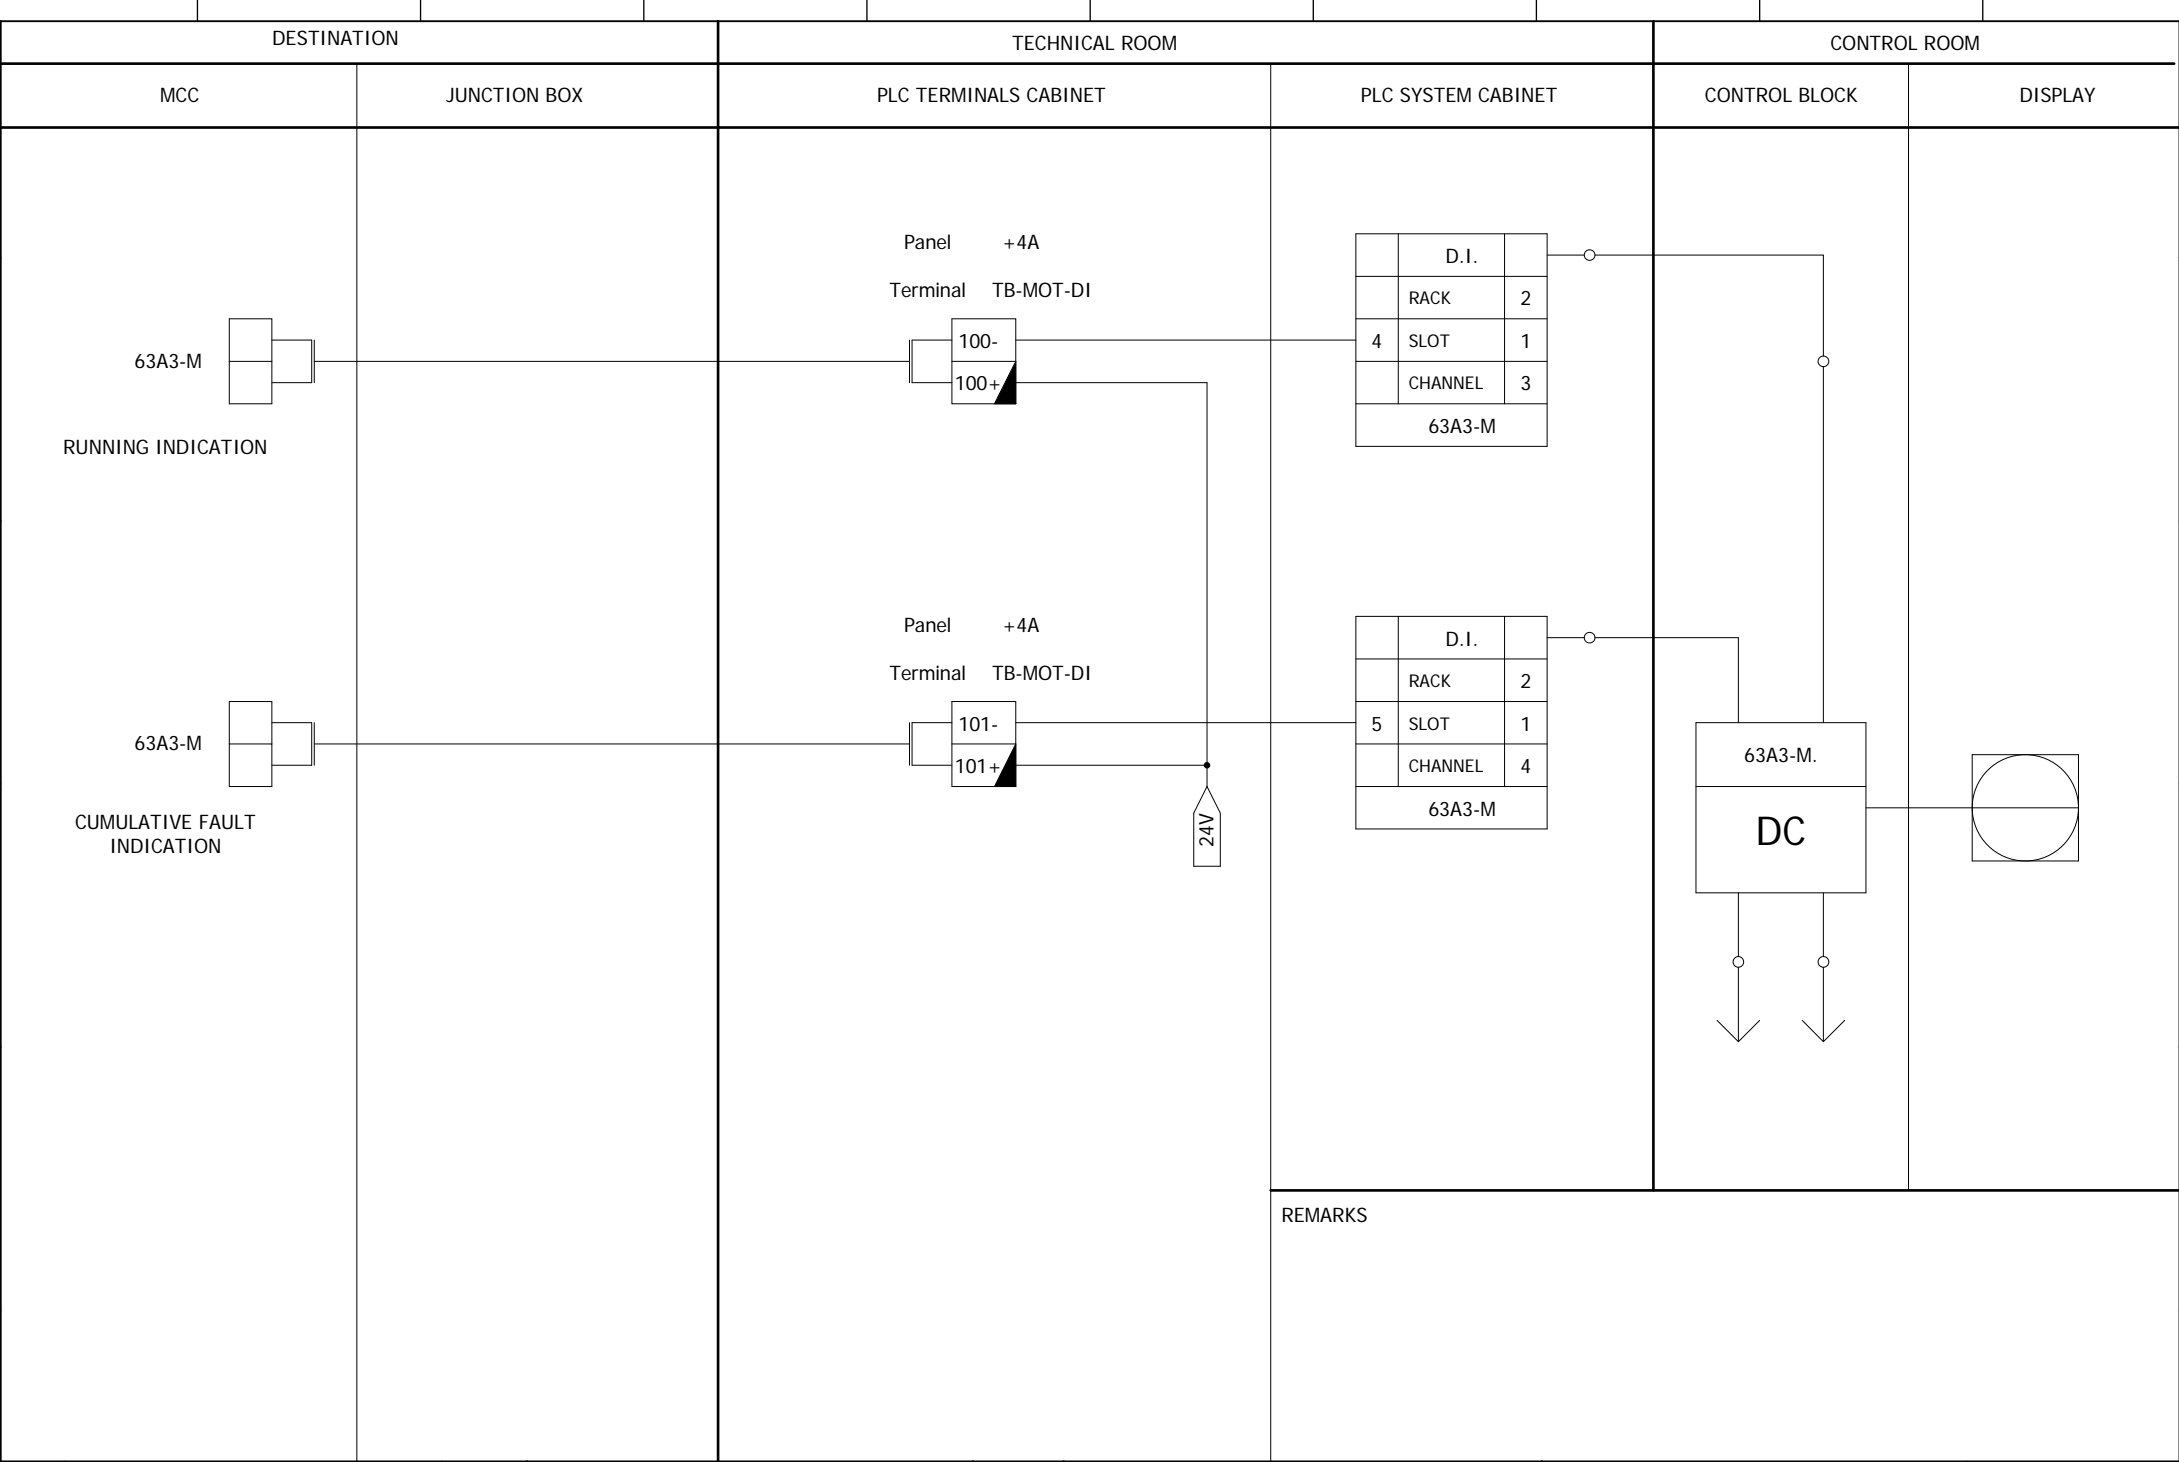 DESTINATION
TECHNICAL ROOM
CONTROL ROOM
MCC
JUNCTION BOX
PLC TERMINALS CABINET
PLC SYSTEM CABINET
CONTROL BLOCK
DISPLAY
Panel +4A
Terminal TB-MOT-DI
63A3-M
100-
100+
RUNNING INDICATION
D.I.
RACK 2
4 SLOT 1
CHANNEL 3
63A3-M
Panel +4A
Terminal TB-MOT-DI
63A3-M
101-
101+
CUMULATIVE FAULT
INDICATION
24V
D.I.
RACK 2
5 SLOT 1
CHANNEL 4
63A3-M
63A3-M.
DC
REMARKS